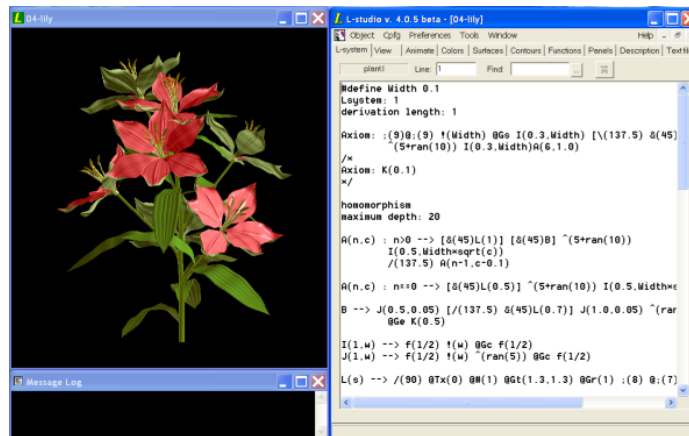 04-lily
L-studio v. 4.0.5 beta - [04-lily]
Object Cpfg Preferences Tools Window Help
L-system View Animate Colors Surfaces Contours Functions Panels Description Text fil
plant.l Line: 1 Find: ...
#define Width 0.1
Lsystem: 1
derivation length: 1
Axiom: ;(9)@;(9) !(Width) @Gs I(0.3,Width) [\(137.5) &(45)
^(5+ran(10)) I(0.3,Width)A(6,1.0)
/*
Axiom: K(0.1)
*/
homomorphism
maximum depth: 20
A(n,c) : n>0 --> [&(45)L(1)] [&(45)B] ^(5+ran(10))
I(0.5,Width*sqrt(c))
/(137.5) A(n-1,c-0.1)
A(n,c) : n==0 --> [&(45)L(0.5)] ^(5+ran(10)) I(0.5,Width*s
B --> J(0.5,0.05) [/(137.5) &(45)L(0.7)] J(1.0,0.05) ^(ran
@Ge K(0.5)
I(l,w) --> f(l/2) !(w) @Gc f(l/2)
J(l,w) --> f(l/2) !(w) ^(ran(5)) @Gc f(l/2)
L(s) --> /(90) @Tx(0) @#(1) @Gt(1.3,1.3) @Gr(1) ;(8) @;(7)
Message Log